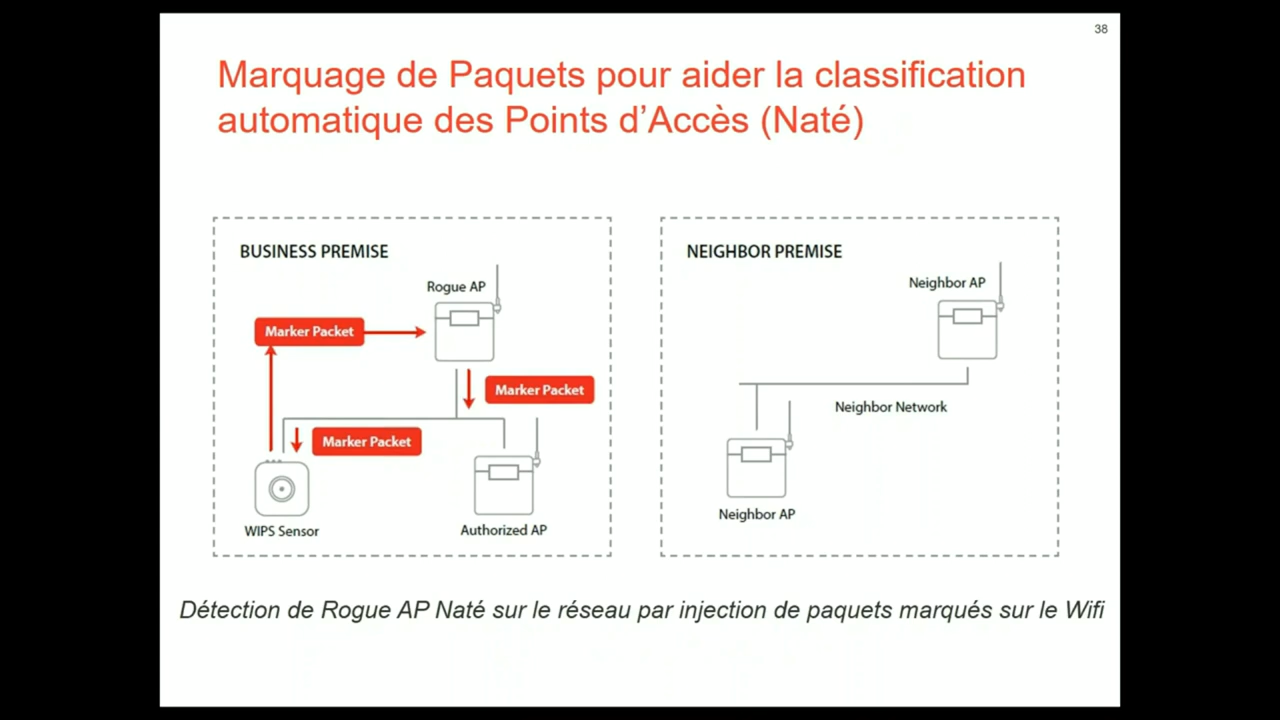 38
Marquage de Paquets pour aider la classification
automatique des Points d’Accès (Naté)
BUSINESS PREMISE
Rogue AP
Marker Packet
Marker Packet
Marker Packet
WIPS Sensor
Authorized AP
NEIGHBOR PREMISE
Neighbor AP
Neighbor Network
Neighbor AP
Détection de Rogue AP Naté sur le réseau par injection de paquets marqués sur le Wifi